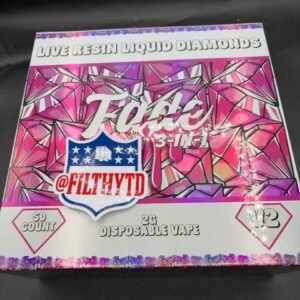 LIVE RESIN LIQUID DIAMONDS
Fade
3-IN-1
@FILTHYTD
50
COUNT
2G
DISPOSABLE VAPE
V2